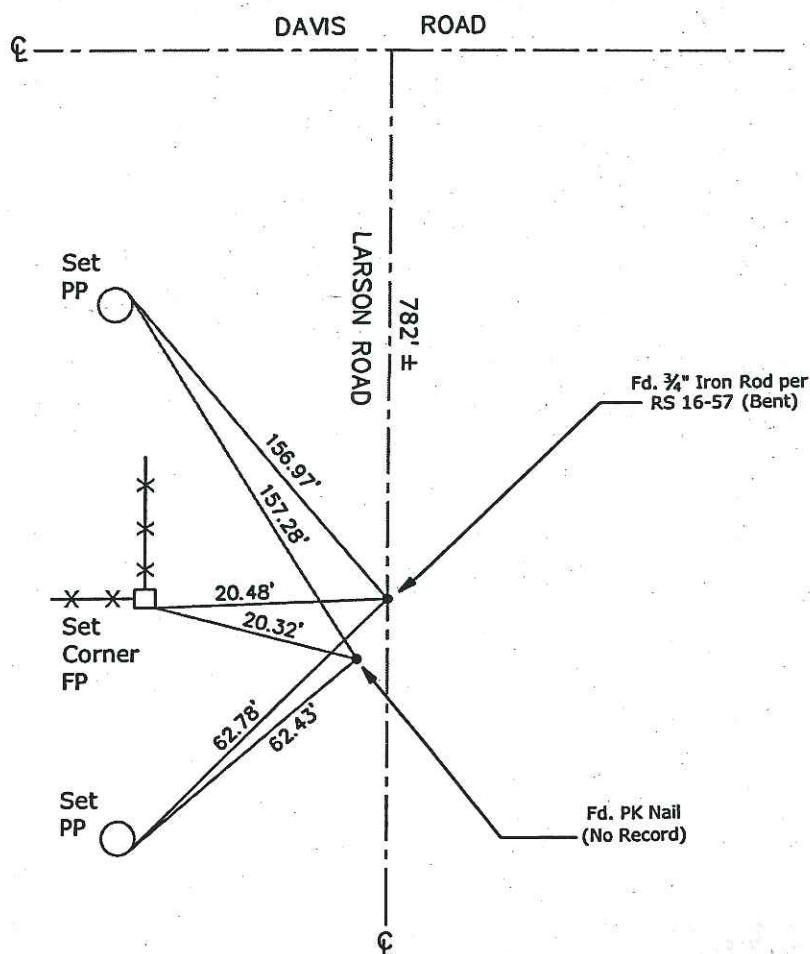 DAVIS ROAD
℄
Set
PP
LARSON ROAD
782' ±
Fd. ¾" Iron Rod per
RS 16-57 (Bent)
156.97'
157.28'
20.48'
20.32'
Set
Corner
FP
62.78'
62.43'
Set
PP
Fd. PK Nail
(No Record)
℄